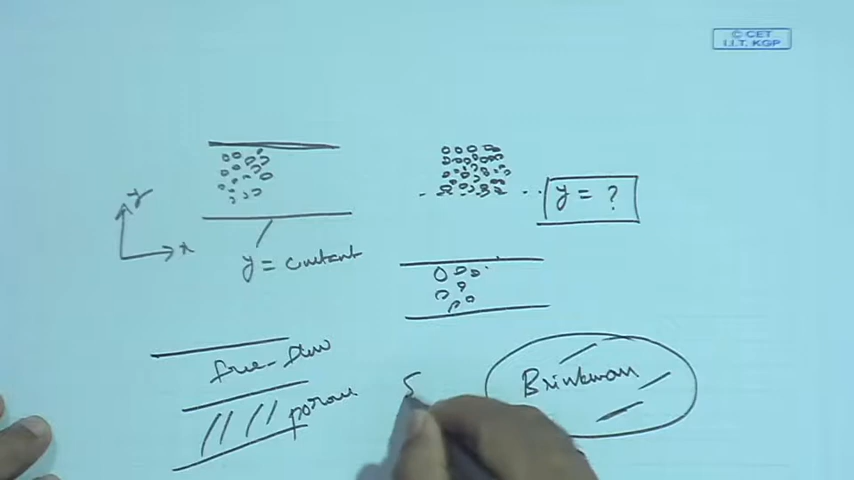 © CET
I.I.T. KGP
y
x
y = constant
y = ?
free-flow
porous
Brinkman
S